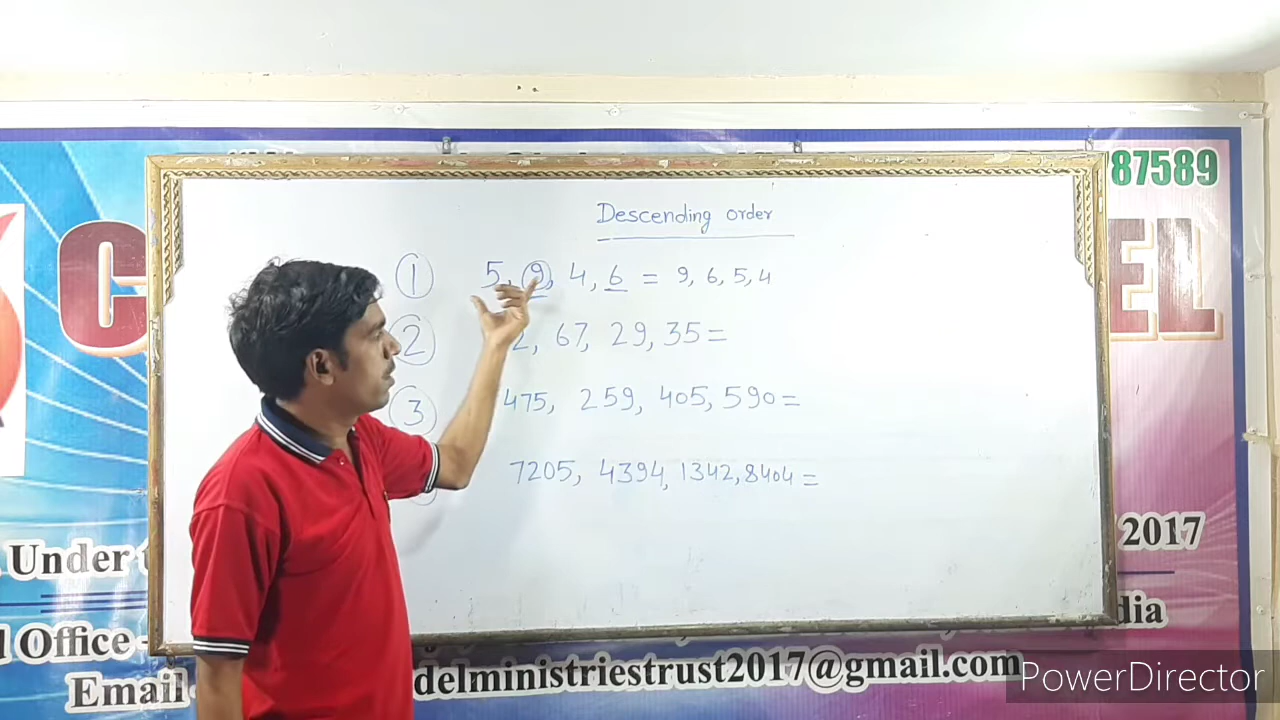 87589
Descending order
1 5, 9, 4, 6 = 9, 6, 5, 4
2 2, 67, 29, 35 =
3 475, 259, 405, 590 =
7205, 4394, 1342, 8404 =
C
EL
Under
2017
Office -
dia
Email
delministriestrust2017@gmail.com
PowerDirector